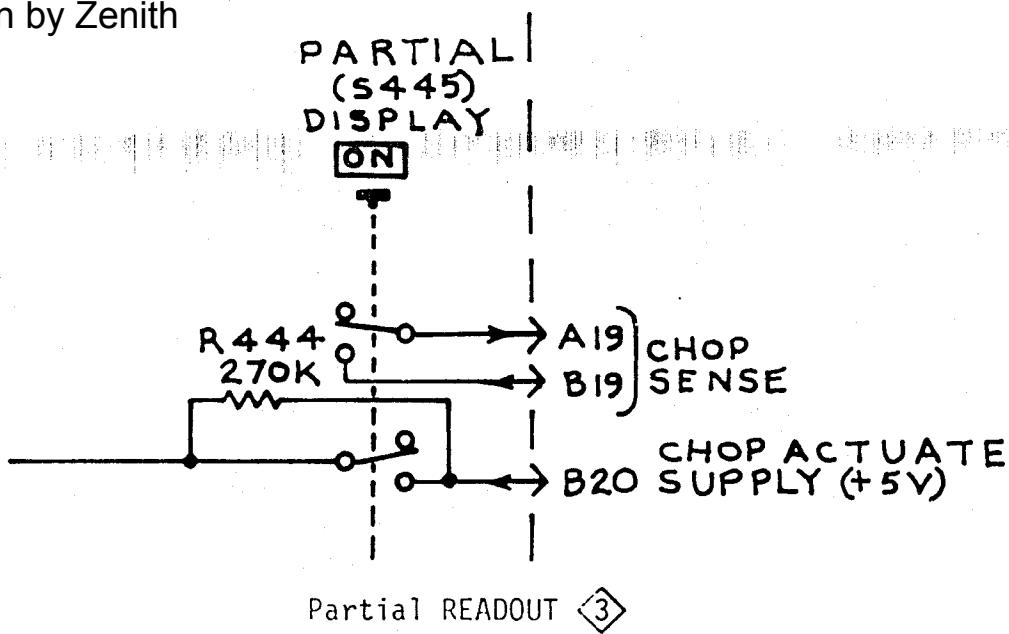 n by Zenith
PARTIAL
(S445)
DISPLAY
ON
R444
270K
A19
B19
CHOP
SENSE
B20
CHOP ACTUATE
SUPPLY (+5V)
Partial READOUT 3